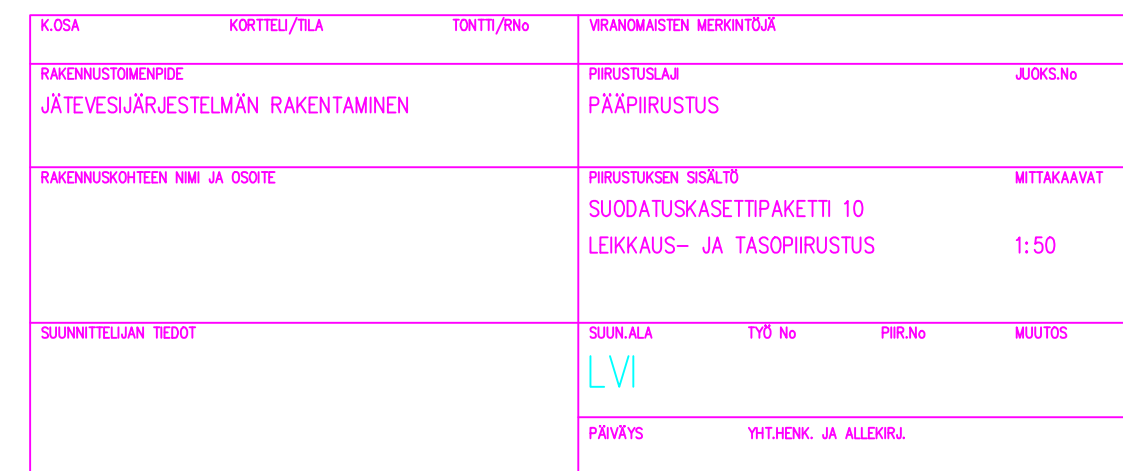 K.OSA KORTTELI/TILA TONTTI/RNo VIRANOMAISTEN MERKINTÖJÄ
RAKENNUSTOIMENPIDE PIIRUSTUSLAJI JUOKS.No
JÄTEVESIJÄRJESTELMÄN RAKENTAMINEN PÄÄPIIRUSTUS
RAKENNUSKOHTEEN NIMI JA OSOITE PIIRUSTUKSEN SISÄLTÖ MITTAKAAVAT
SUODATUSKASETTIPAKETTI 10
LEIKKAUS- JA TASOPIIRUSTUS 1:50
SUUNNITTELIJAN TIEDOT SUUN.ALA TYÖ No PIIR.No MUUTOS
LVI
PÄIVÄYS YHT.HENK. JA ALLEKIRJ.